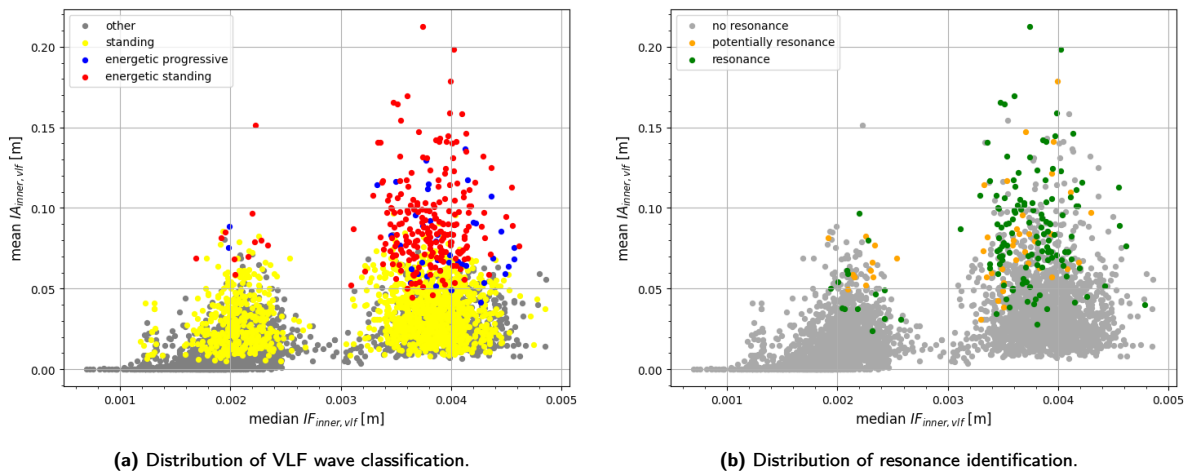 other
standing
energetic progressive
energetic standing
0.20
0.15
0.10
0.05
0.00
mean IA_inner,vlf [m]
0.001 0.002 0.003 0.004 0.005
median IF_inner,vlf [m]
(a) Distribution of VLF wave classification.
no resonance
potentially resonance
resonance
0.20
0.15
0.10
0.05
0.00
mean IA_inner,vlf [m]
0.001 0.002 0.003 0.004 0.005
median IF_inner,vlf [m]
(b) Distribution of resonance identification.